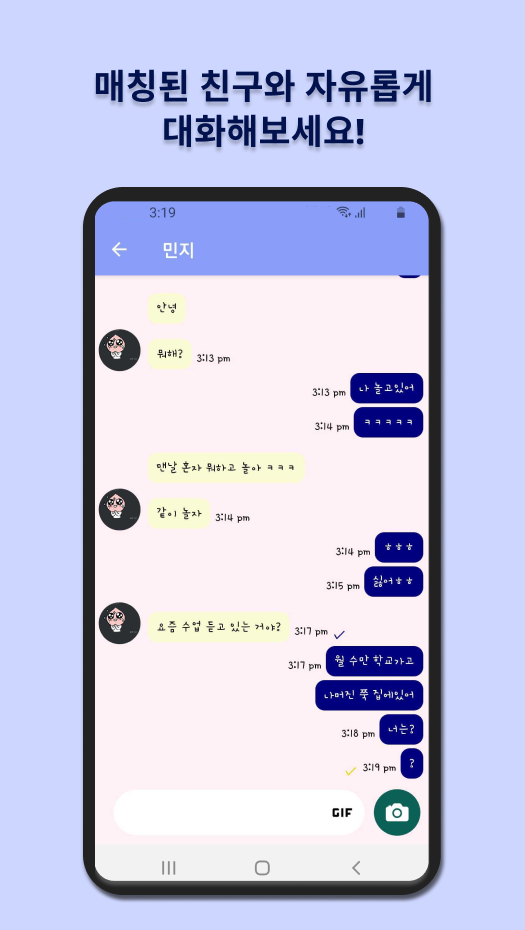 매칭된 친구와 자유롭게
대화해보세요!
3:19
민지
안녕
뭐해?
3:13 pm
3:13 pm 나 놀고있어
3:14 pm ㅋㅋㅋㅋㅋ
맨날 혼자 뭐하고 놀아 ㅋㅋㅋ
같이 놀자
3:14 pm
3:14 pm ㅎㅎㅎ
3:15 pm 싫어ㅎㅎ
요즘 수업 듣고 있는 거야?
3:17 pm
3:17 pm 월 수만 학교가고
나머진 쭉 집에있어
3:18 pm 너는?
3:19 pm ?
GIF